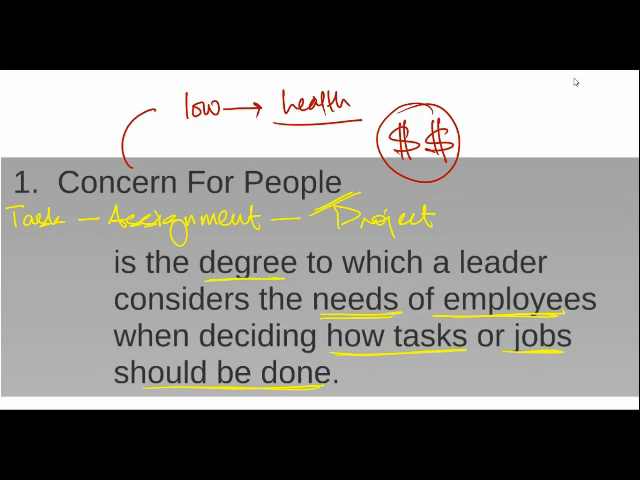 low → health
$ $
1. Concern For People
Task — Assignment — Project
is the degree to which a leader
considers the needs of employees
when deciding how tasks or jobs
should be done.